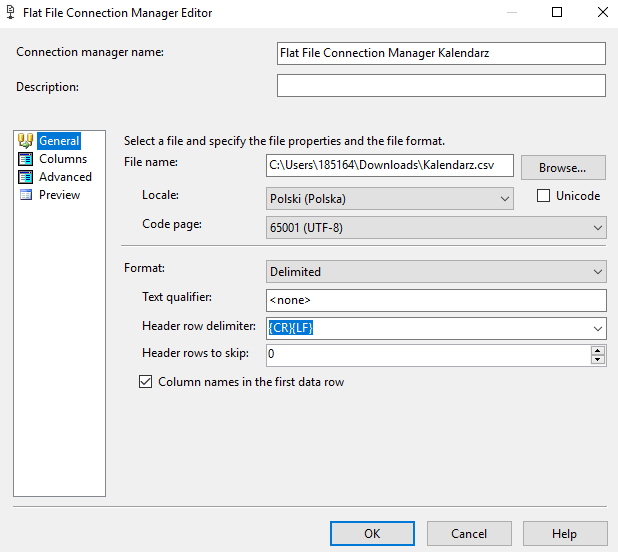 Flat File Connection Manager Editor
Connection manager name:
Flat File Connection Manager Kalendarz
Description:
General
Columns
Advanced
Preview
Select a file and specify the file properties and the file format.
File name:
C:\Users\185164\Downloads\Kalendarz.csv
Browse...
Locale:
Polski (Polska)
Unicode
Code page:
65001 (UTF-8)
Format:
Delimited
Text qualifier:
<none>
Header row delimiter:
{CR}{LF}
Header rows to skip:
0
Column names in the first data row
OK
Cancel
Help